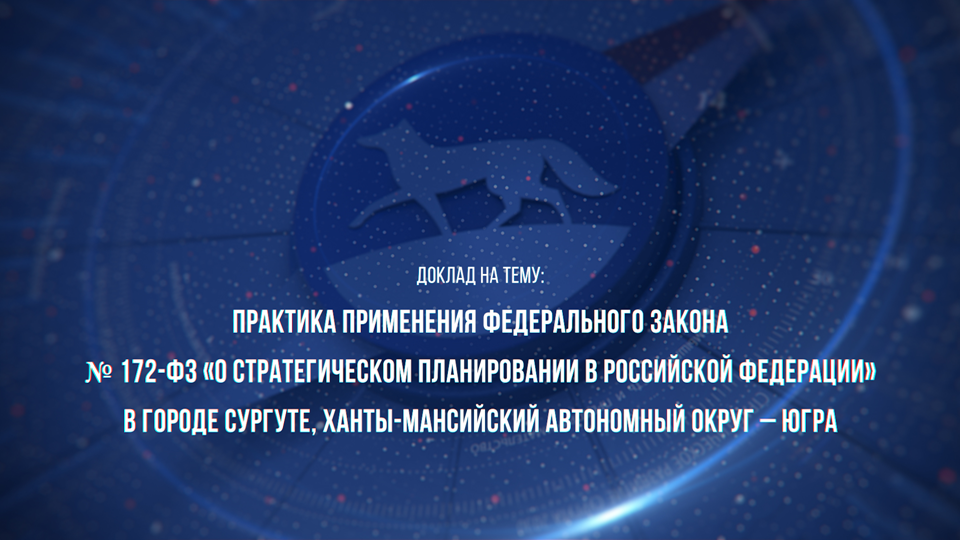 ДОКЛАД НА ТЕМУ:
ПРАКТИКА ПРИМЕНЕНИЯ ФЕДЕРАЛЬНОГО ЗАКОНА
№ 172-ФЗ «О СТРАТЕГИЧЕСКОМ ПЛАНИРОВАНИИ В РОССИЙСКОЙ ФЕДЕРАЦИИ»
В ГОРОДЕ СУРГУТЕ, ХАНТЫ-МАНСИЙСКИЙ АВТОНОМНЫЙ ОКРУГ – ЮГРА